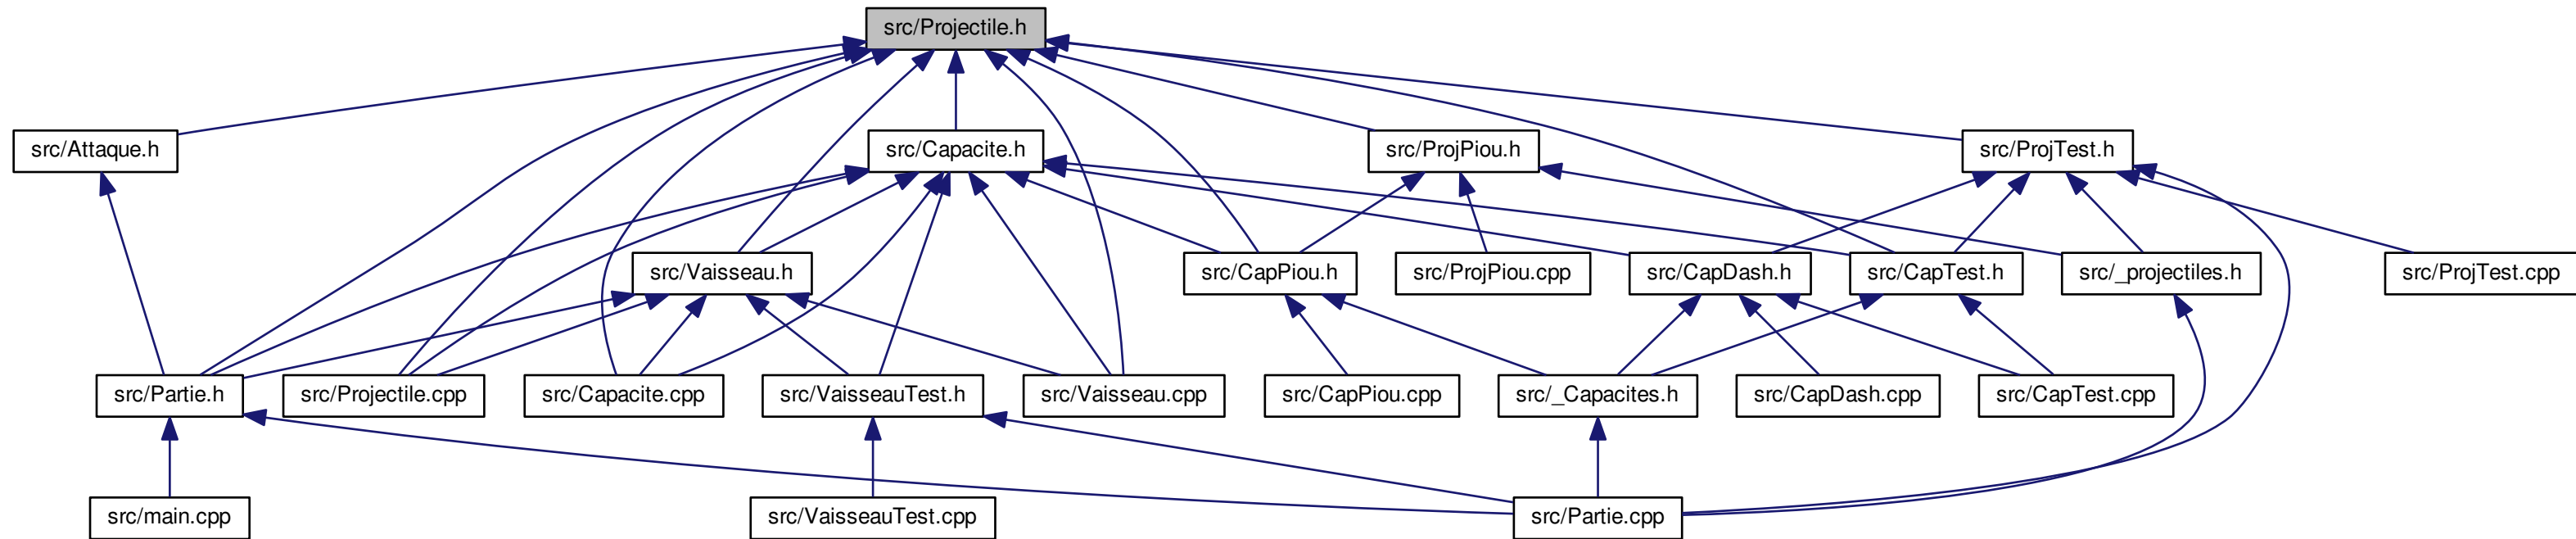 src/Projectile.h
src/Attaque.h
src/Capacite.h
src/ProjPiou.h
src/ProjTest.h
src/Vaisseau.h
src/CapPiou.h
src/ProjPiou.cpp
src/CapDash.h
src/CapTest.h
src/_projectiles.h
src/ProjTest.cpp
src/Partie.h
src/Projectile.cpp
src/Capacite.cpp
src/VaisseauTest.h
src/Vaisseau.cpp
src/CapPiou.cpp
src/_Capacites.h
src/CapDash.cpp
src/CapTest.cpp
src/main.cpp
src/VaisseauTest.cpp
src/Partie.cpp